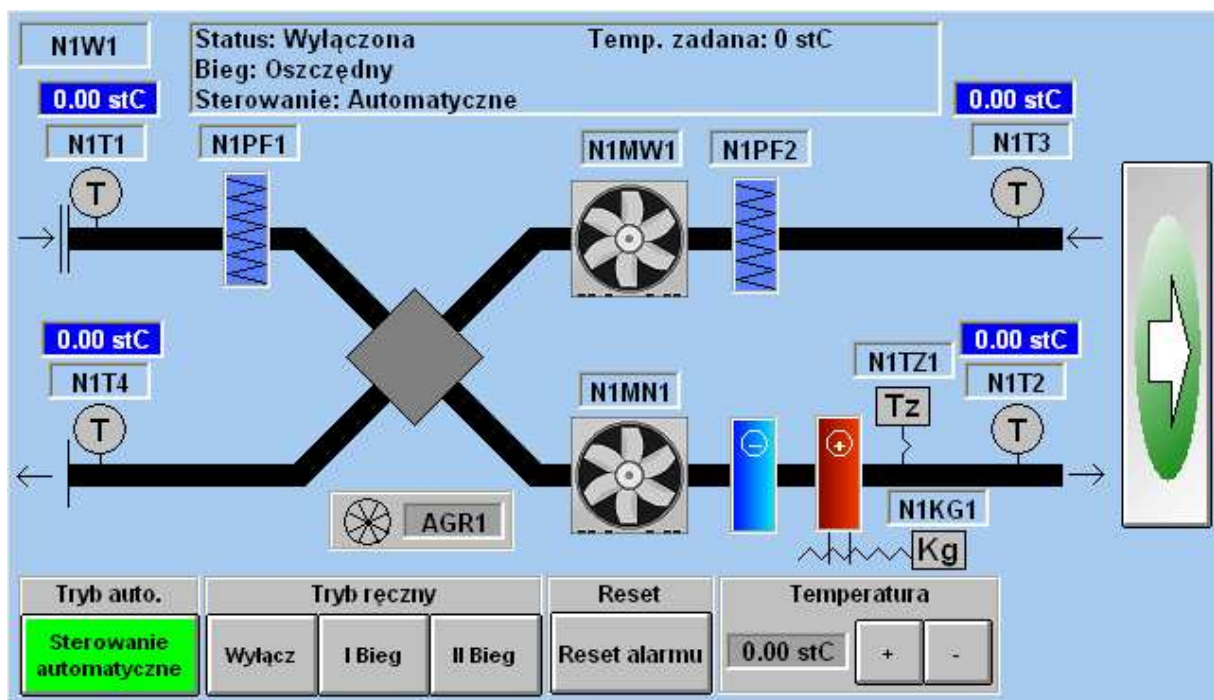 N1W1
Status: Wyłączona
Temp. zadana: 0 stC
Bieg: Oszczędny
Sterowanie: Automatyczne
0.00 stC
0.00 stC
N1T1
N1PF1
N1MW1
N1PF2
N1T3
T
T
0.00 stC
0.00 stC
N1T4
N1MN1
N1TZ1
N1T2
T
Tz
T
AGR1
N1KG1
Kg
Tryb auto.
Tryb ręczny
Reset
Temperatura
Sterowanie
automatyczne
Wyłącz
I Bieg
II Bieg
Reset alarmu
0.00 stC
+
-